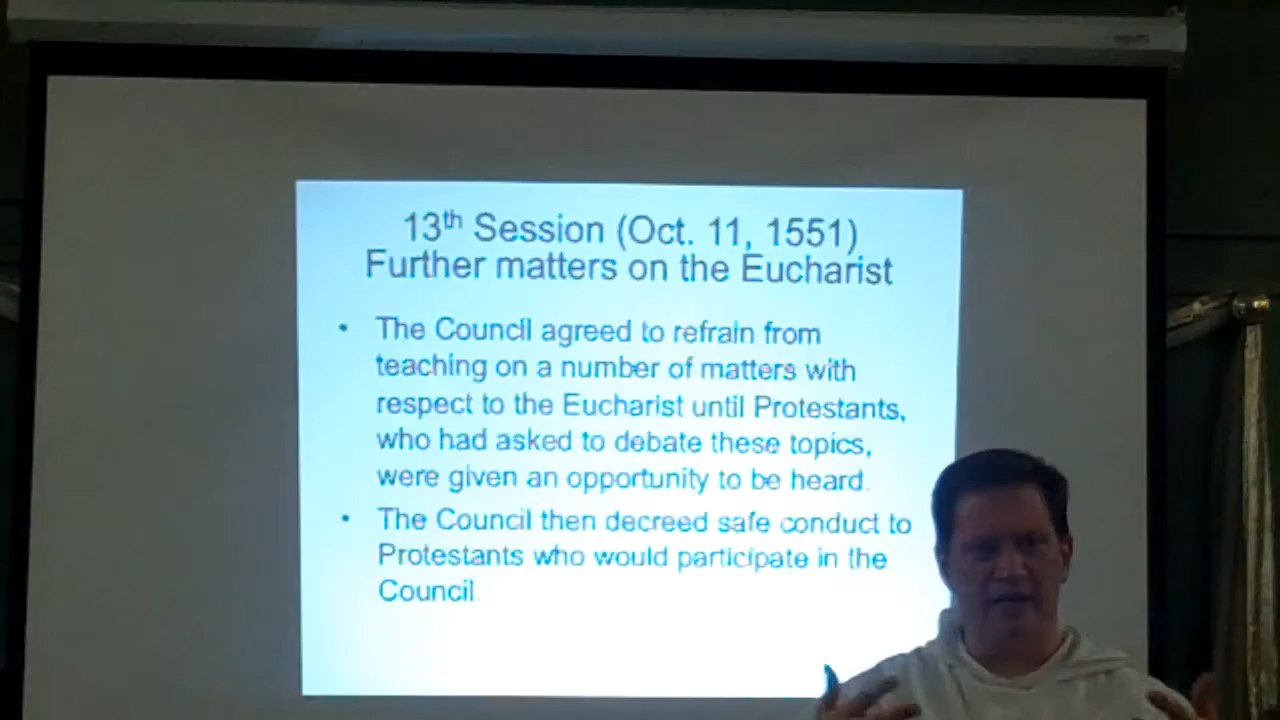 13th Session (Oct. 11, 1551)
Further matters on the Eucharist
• The Council agreed to refrain from
teaching on a number of matters with
respect to the Eucharist until Protestants,
who had asked to debate these topics,
were given an opportunity to be heard.
• The Council then decreed safe conduct to
Protestants who would participate in the
Council.